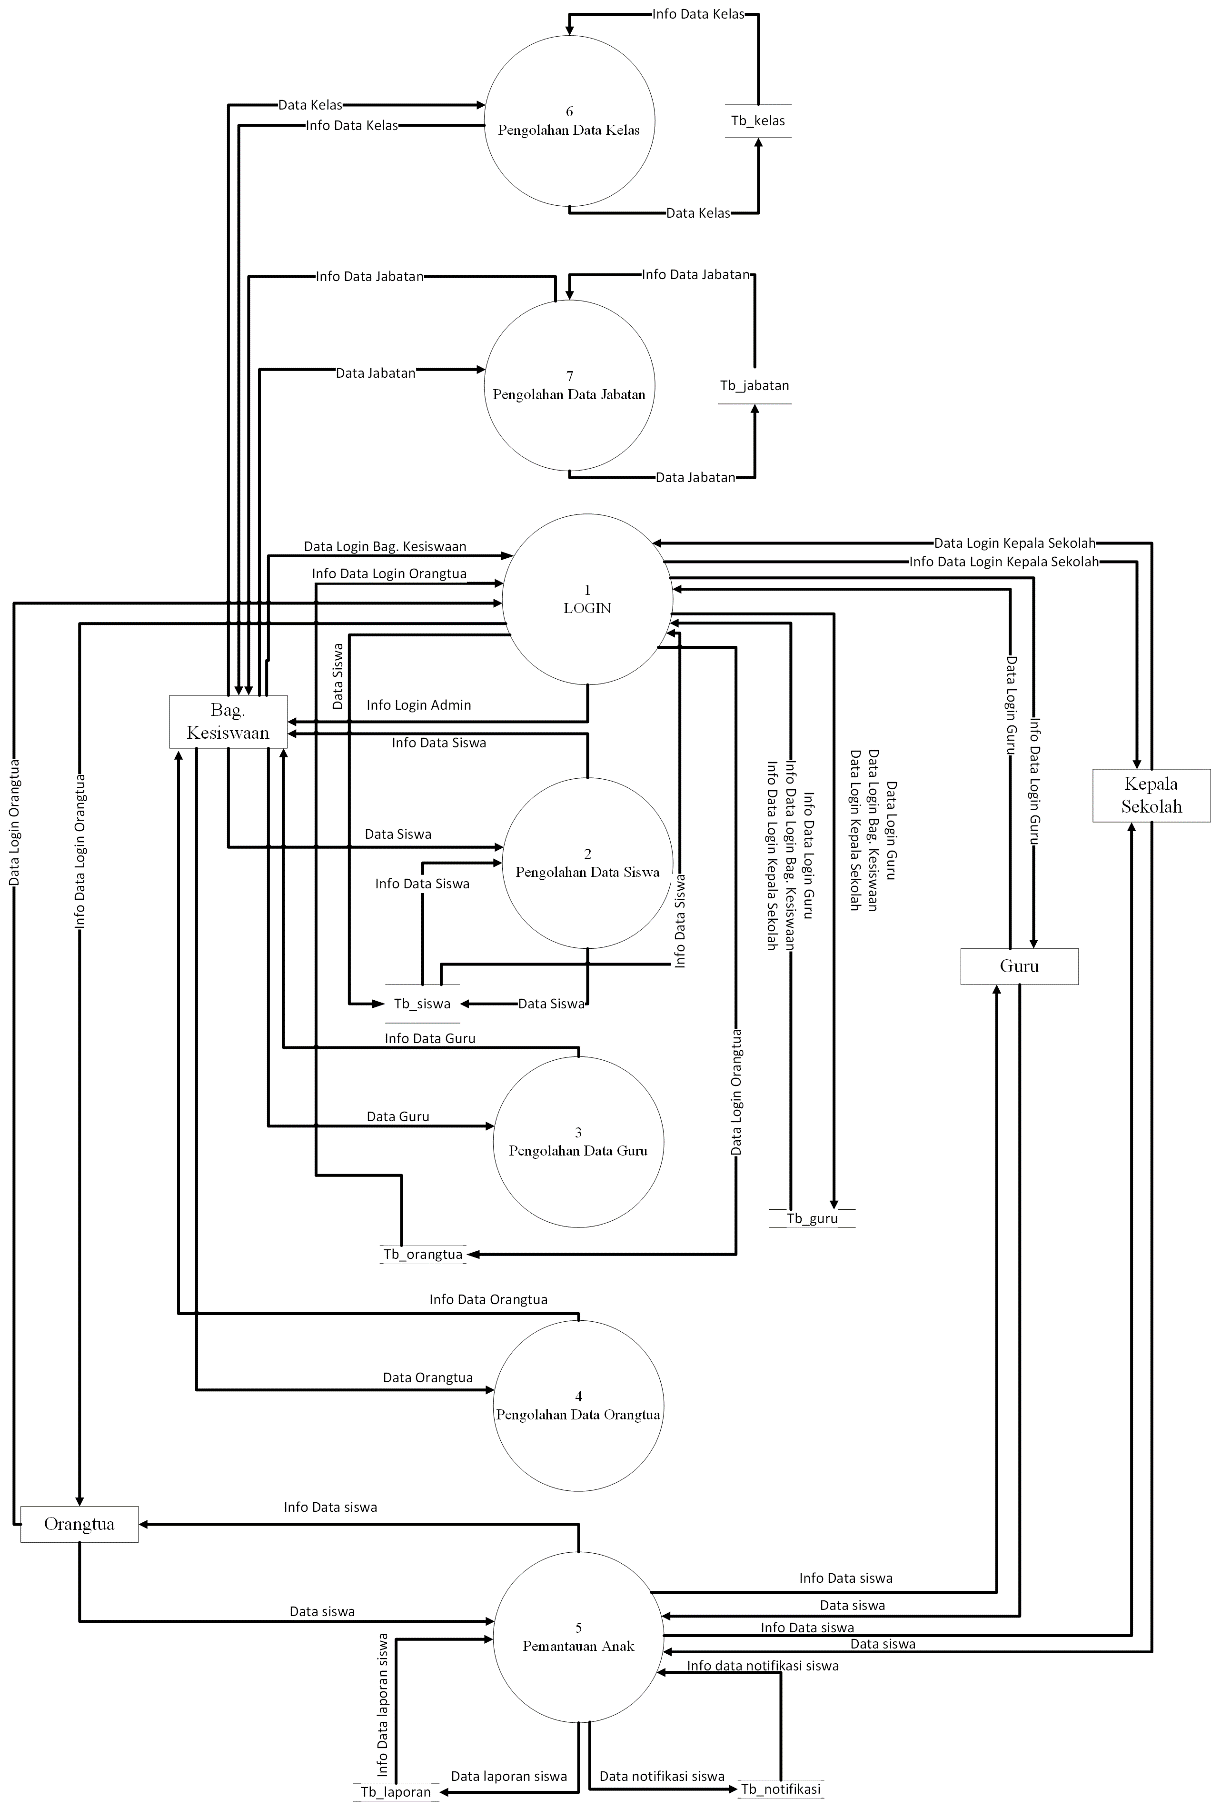 Info Data Kelas
Data Kelas
6
Pengolahan Data Kelas
Info Data Kelas
Tb_kelas
Data Kelas
Info Data Jabatan
Info Data Jabatan
Data Jabatan
7
Pengolahan Data Jabatan
Tb_jabatan
Data Jabatan
Data Login Bag. Kesiswaan
Info Data Login Orangtua
1
LOGIN
Data Login Kepala Sekolah
Info Data Login Kepala Sekolah
Data Siswa
Bag.
Kesiswaan
Info Login Admin
Info Data Siswa
Data Login Guru
Info Data Login Guru
Kepala
Sekolah
Data Login Orangtua
Info Data Login Orangtua
Data Siswa
Info Data Siswa
2
Pengolahan Data Siswa
Info Data Siswa
Info Data Login Guru
Info Data Login Bag. Kesiswaan
Info Data Login Kepala Sekolah
Data Login Guru
Data Login Bag. Kesiswaan
Data Login Kepala Sekolah
Guru
Tb_siswa
Data Siswa
Info Data Guru
Data Guru
3
Pengolahan Data Guru
Data Login Orangtua
Tb_guru
Tb_orangtua
Info Data Orangtua
Data Orangtua
4
Pengolahan Data Orangtua
Orangtua
Info Data siswa
Info Data siswa
Data siswa
Data siswa
5
Pemantauan Anak
Info Data siswa
Data siswa
Info data notifikasi siswa
Info Data laporan siswa
Data laporan siswa
Data notifikasi siswa
Tb_laporan
Tb_notifikasi